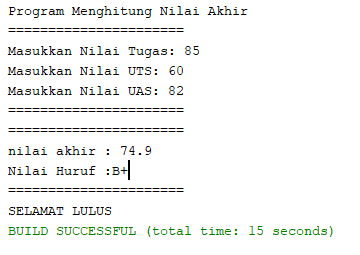 Program Menghitung Nilai Akhir
======================
Masukkan Nilai Tugas: 85
Masukkan Nilai UTS: 60
Masukkan Nilai UAS: 82
======================
======================
nilai akhir : 74.9
Nilai Huruf :B+
======================
SELAMAT LULUS
BUILD SUCCESSFUL (total time: 15 seconds)